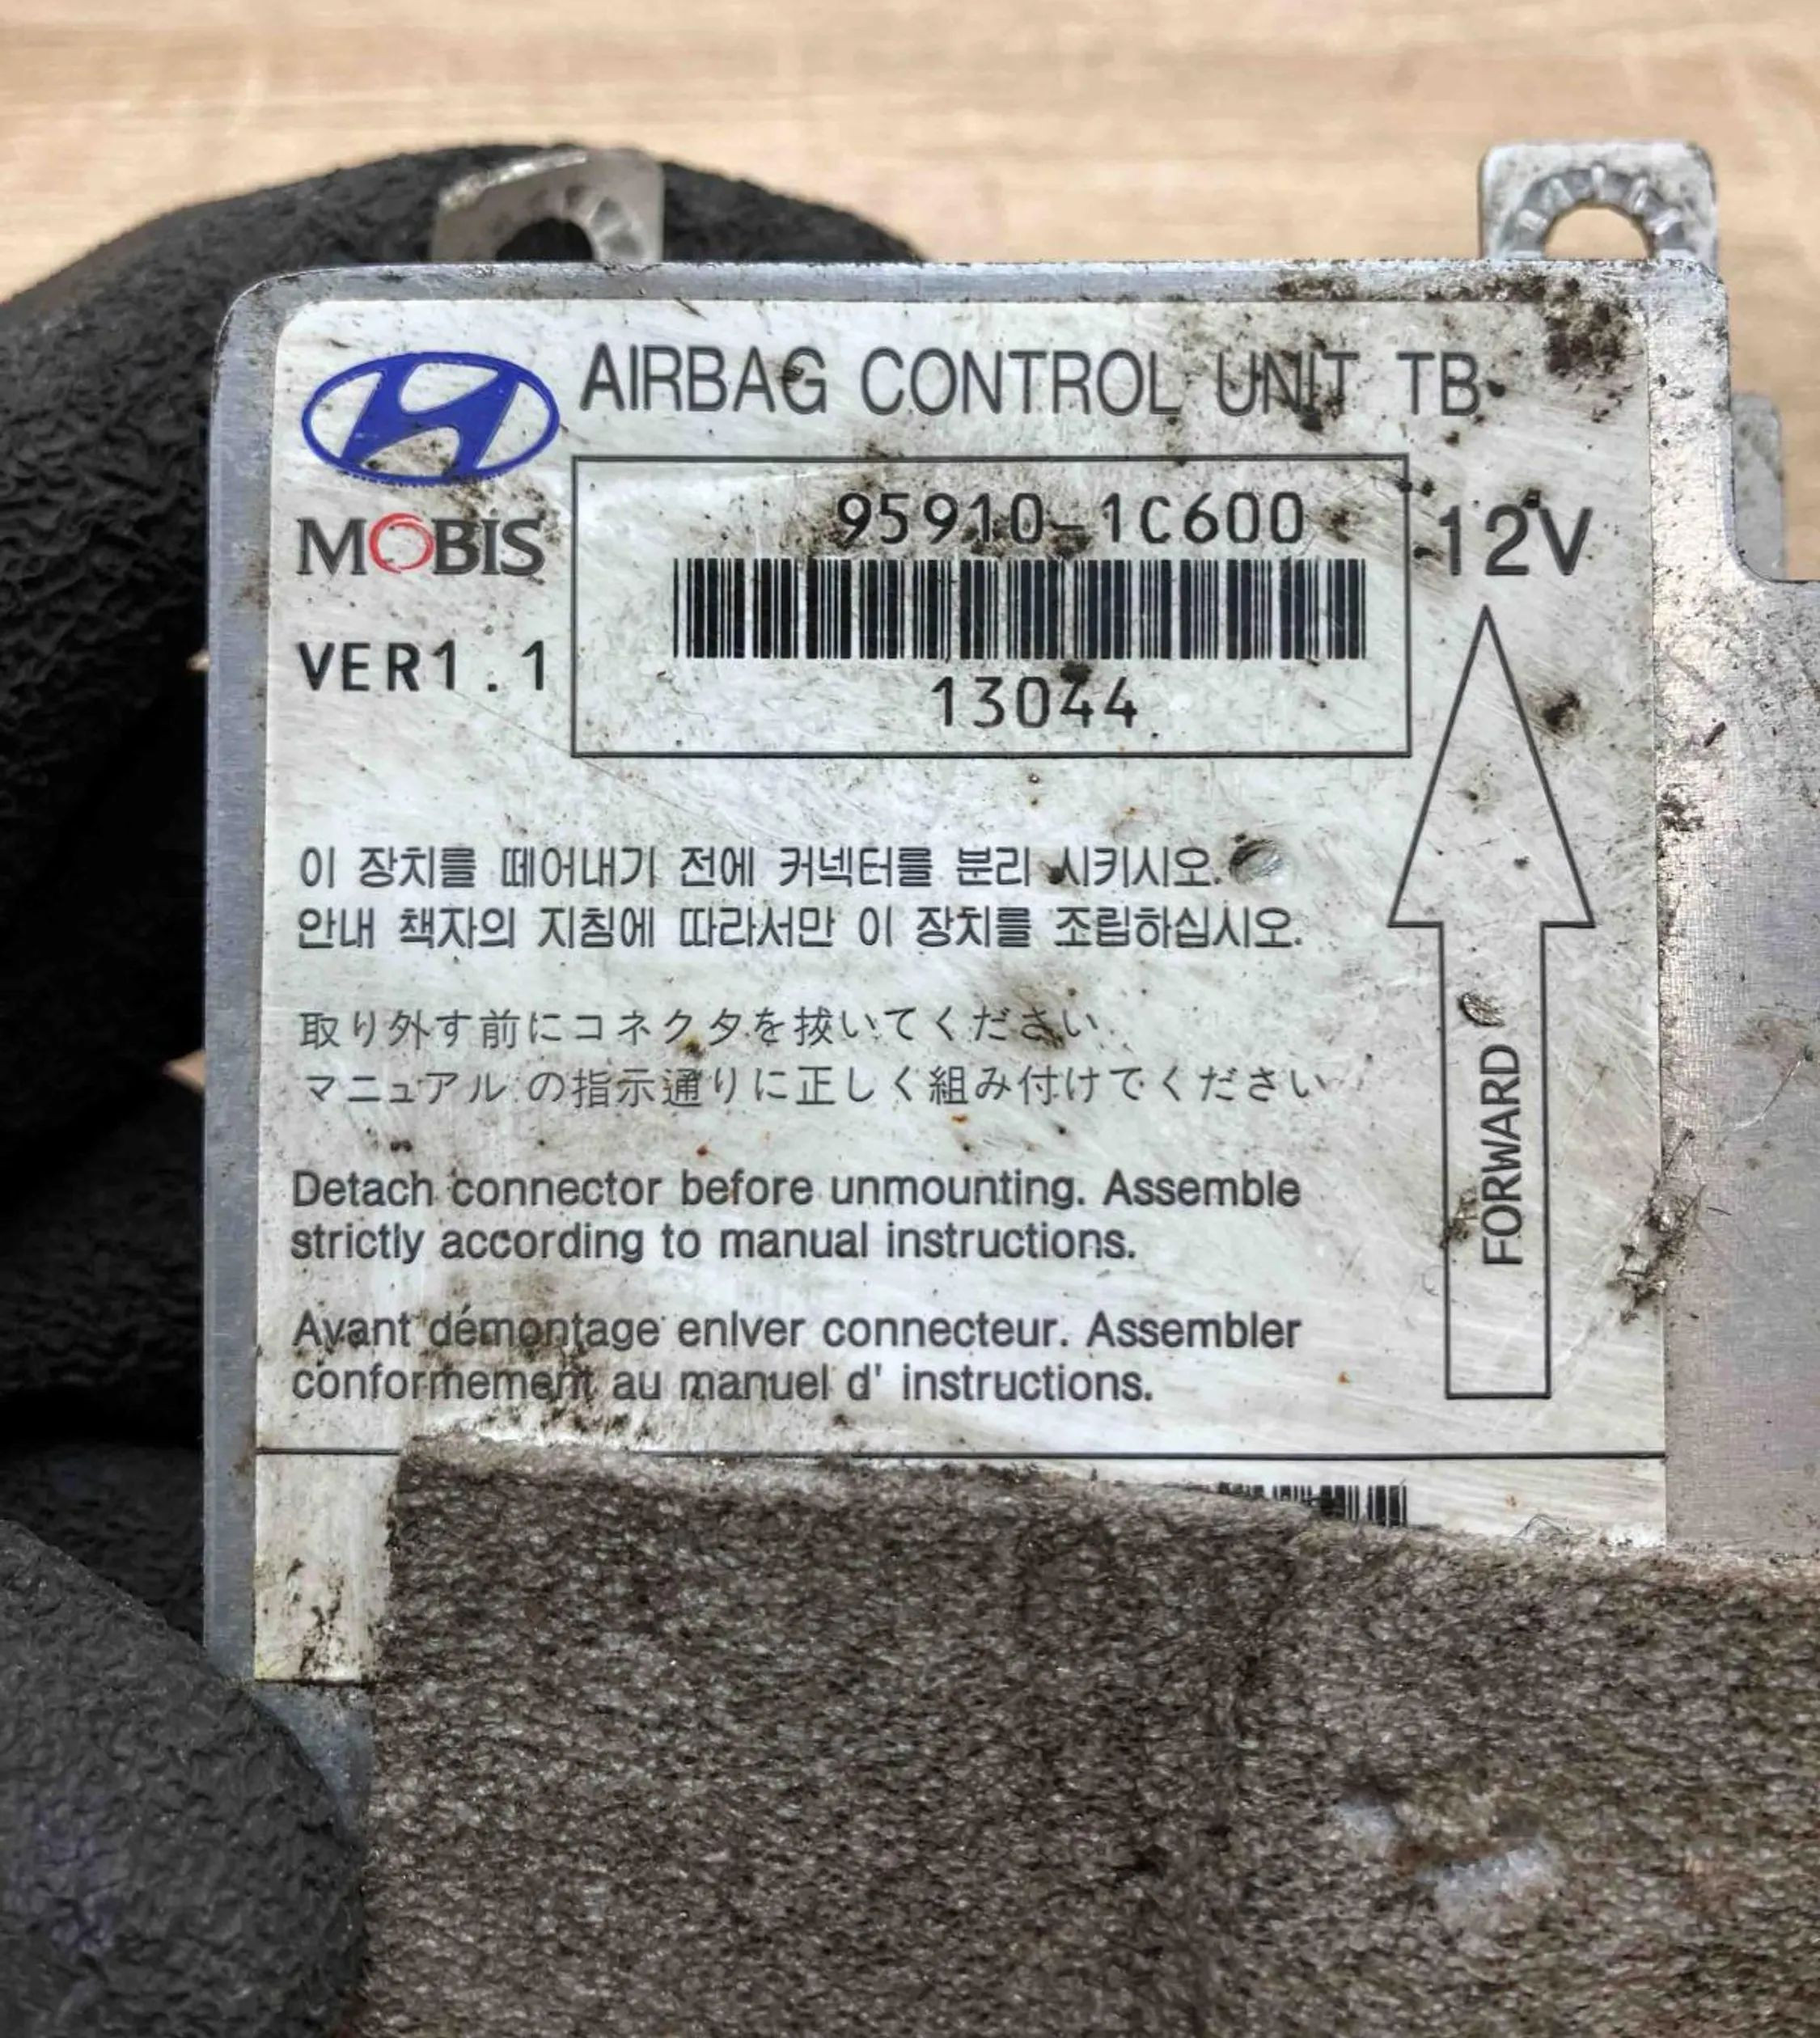 AIRBAG CONTROL UNIT TB
MOBIS
95910-1C600
12V
VER1.1
13044
이 장치를 떼어내기 전에 커넥터를 분리 시키시오.
안내 책자의 지침에 따라서만 이 장치를 조립하십시오.
取り外す前にコネクタを抜いてください
マニュアルの指示通りに正しく組み付けでください
FORWARD
Detach connector before unmounting. Assemble
strictly according to manual instructions.
Avant démontage enlver connecteur. Assembler
conformement au manuel d' instructions.